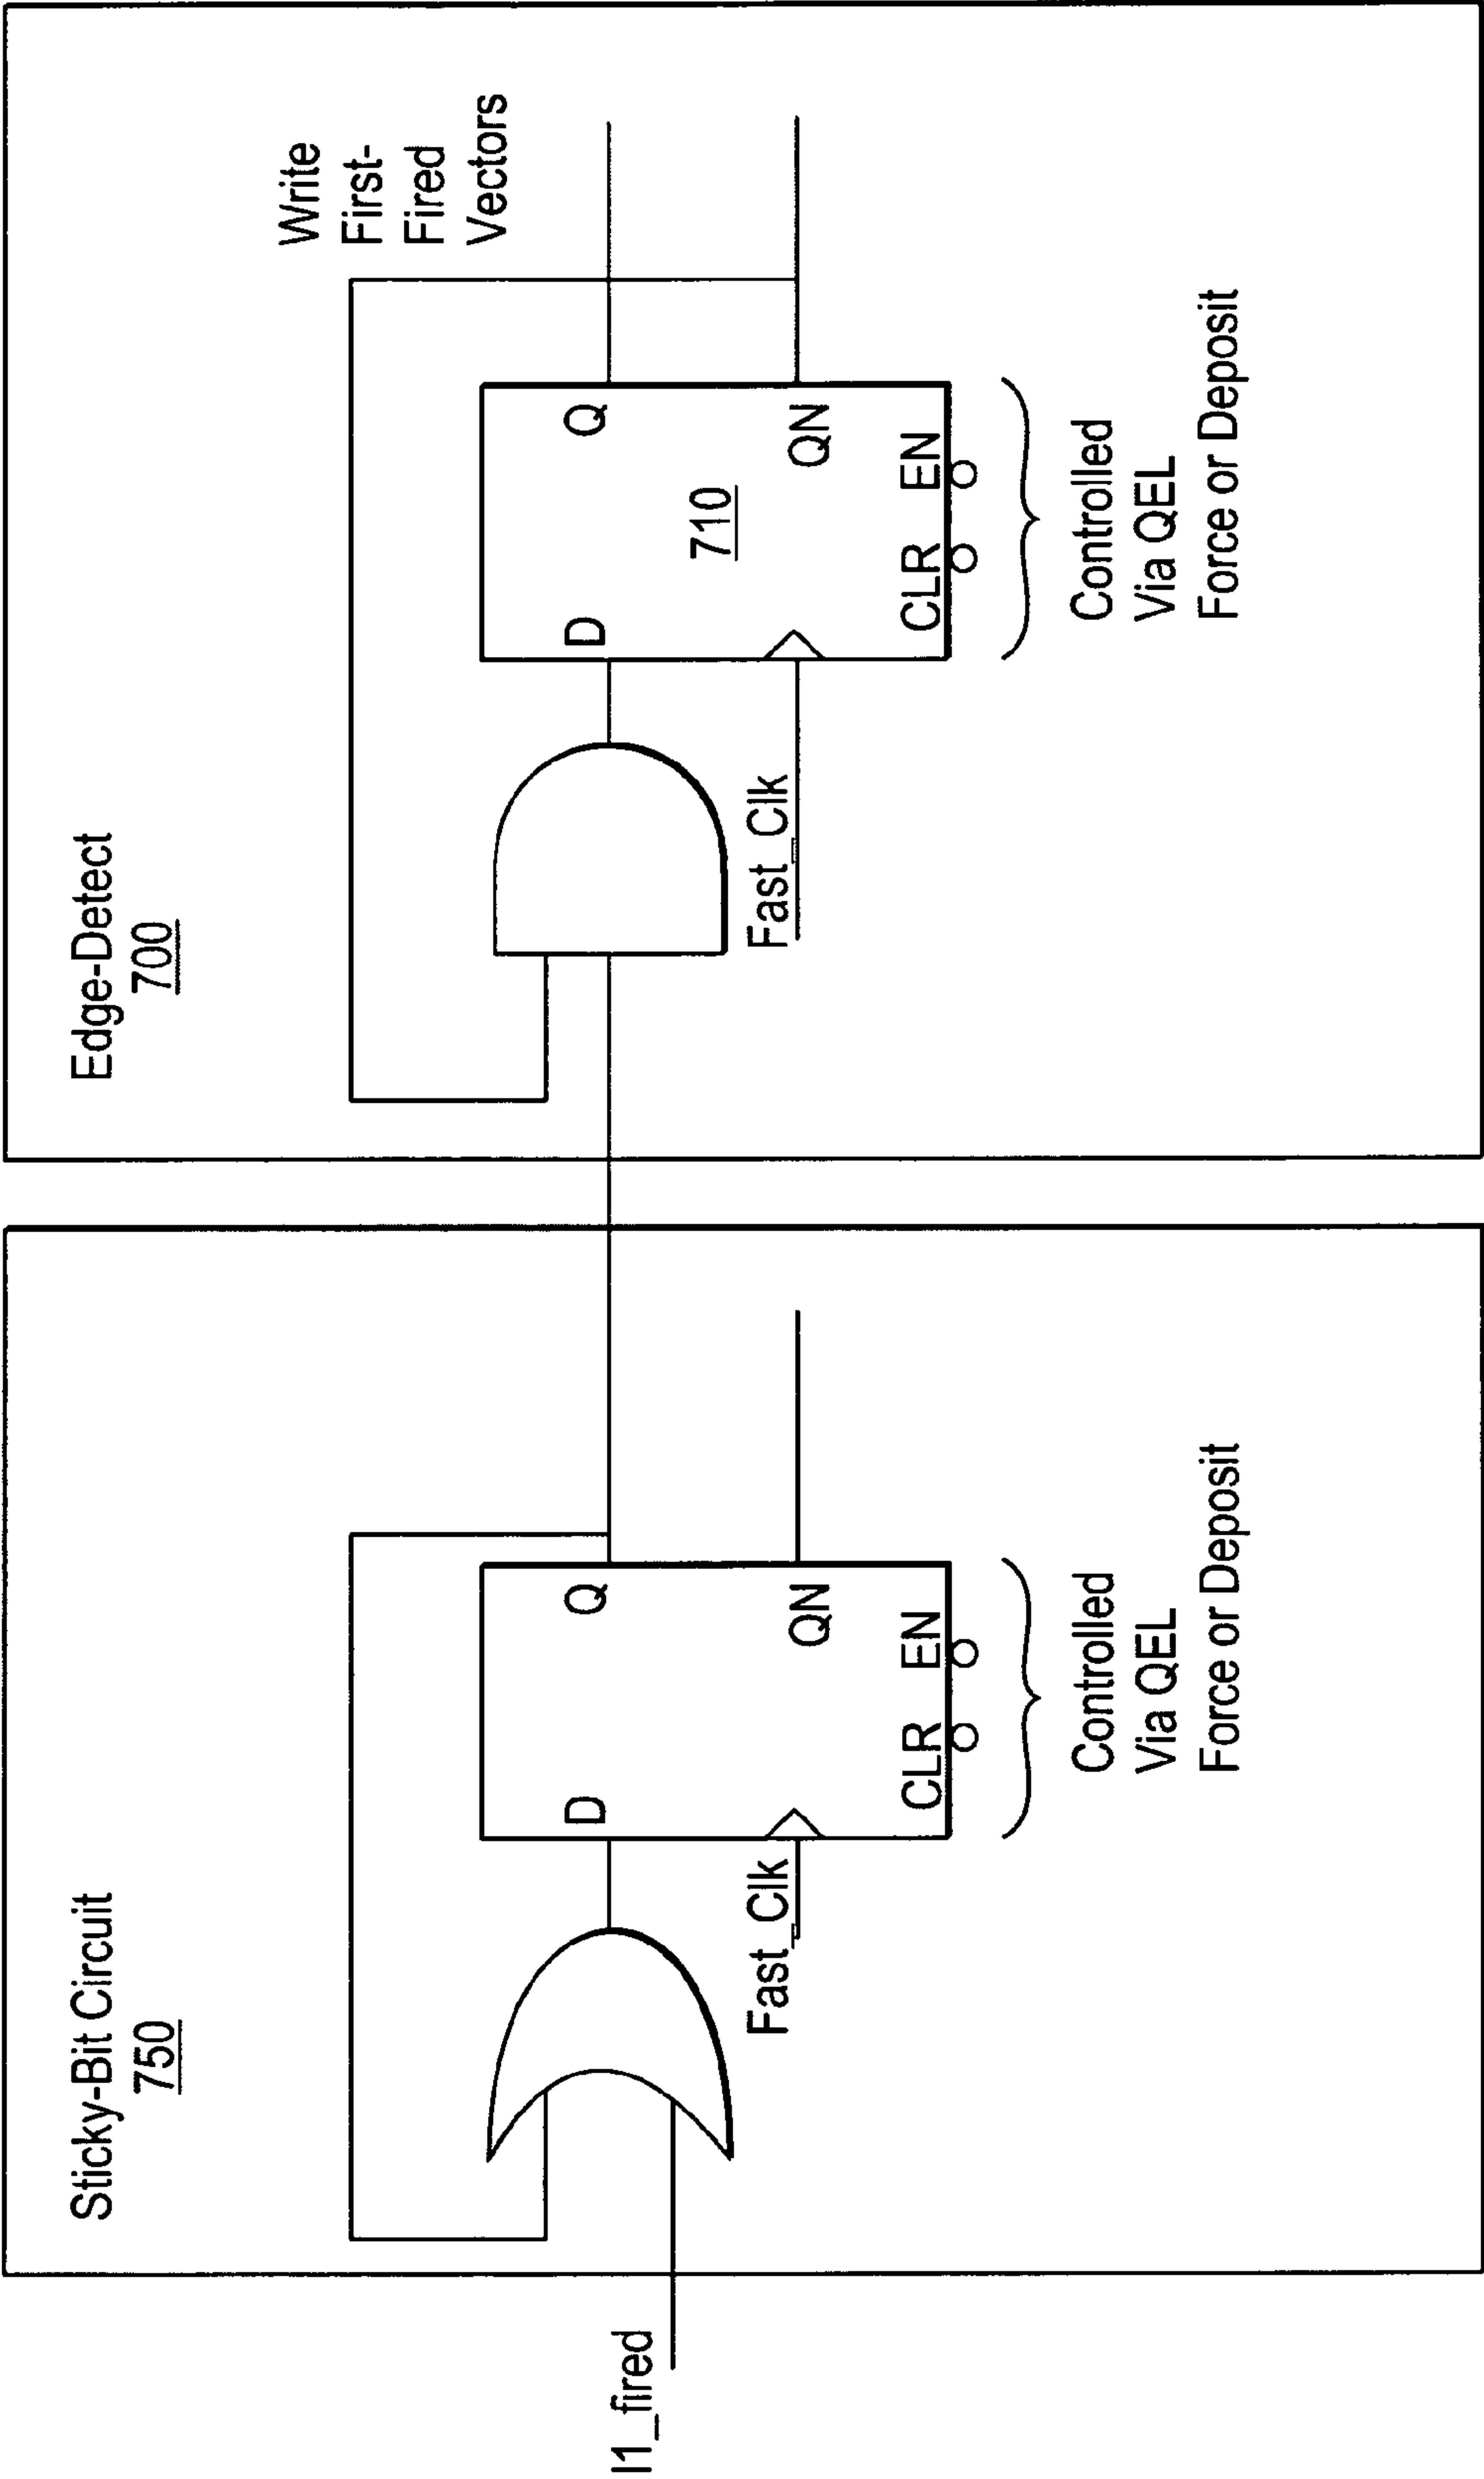 Sticky-Bit Circuit
750
I1_fired
D
Q
QN
CLR
EN
Fast_Clk
Controlled
Via QEL
Force or Deposit
Edge-Detect
700
D
Q
710
QN
CLR
EN
Fast_Clk
Write
First-
Fired
Vectors
Controlled
Via QEL
Force or Deposit